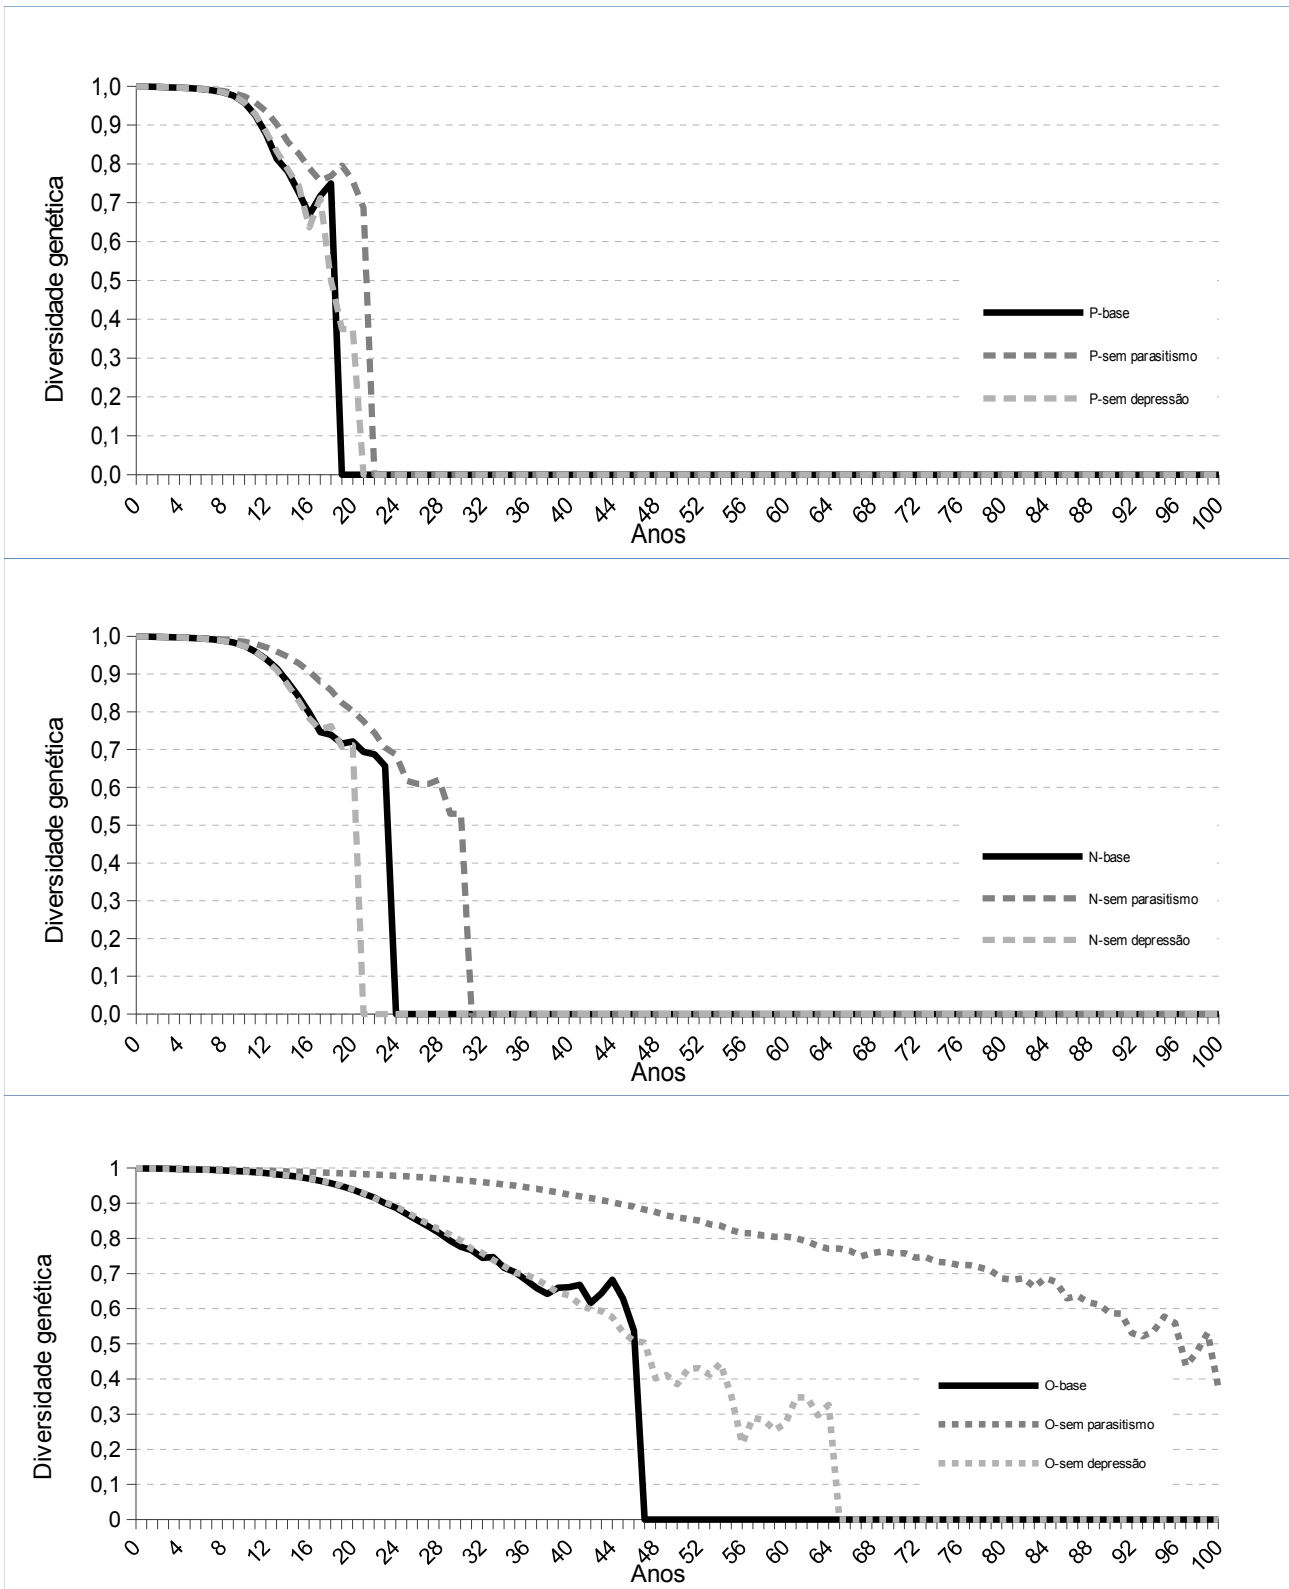 Diversidade genética
1,0
0,9
0,8
0,7
0,6
0,5
0,4
0,3
0,2
0,1
0,0
P-base
P-sem parasitismo
P-sem depressão
0 4 8 12 16 20 24 28 32 36 40 44 48 52 56 60 64 68 72 76 80 84 88 92 96 100
Anos
Diversidade genética
1,0
0,9
0,8
0,7
0,6
0,5
0,4
0,3
0,2
0,1
0,0
N-base
N-sem parasitismo
N-sem depressão
0 4 8 12 16 20 24 28 32 36 40 44 48 52 56 60 64 68 72 76 80 84 88 92 96 100
Anos
Diversidade genética
1
0,9
0,8
0,7
0,6
0,5
0,4
0,3
0,2
0,1
0
O-base
O-sem parasitismo
O-sem depressão
0 4 8 12 16 20 24 28 32 36 40 44 48 52 56 60 64 68 72 76 80 84 88 92 96 100
Anos